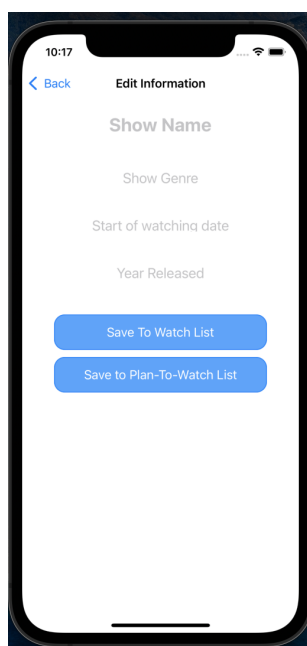 10:17
Back Edit Information
Show Name
Show Genre
Start of watching date
Year Released
Save To Watch List
Save to Plan-To-Watch List